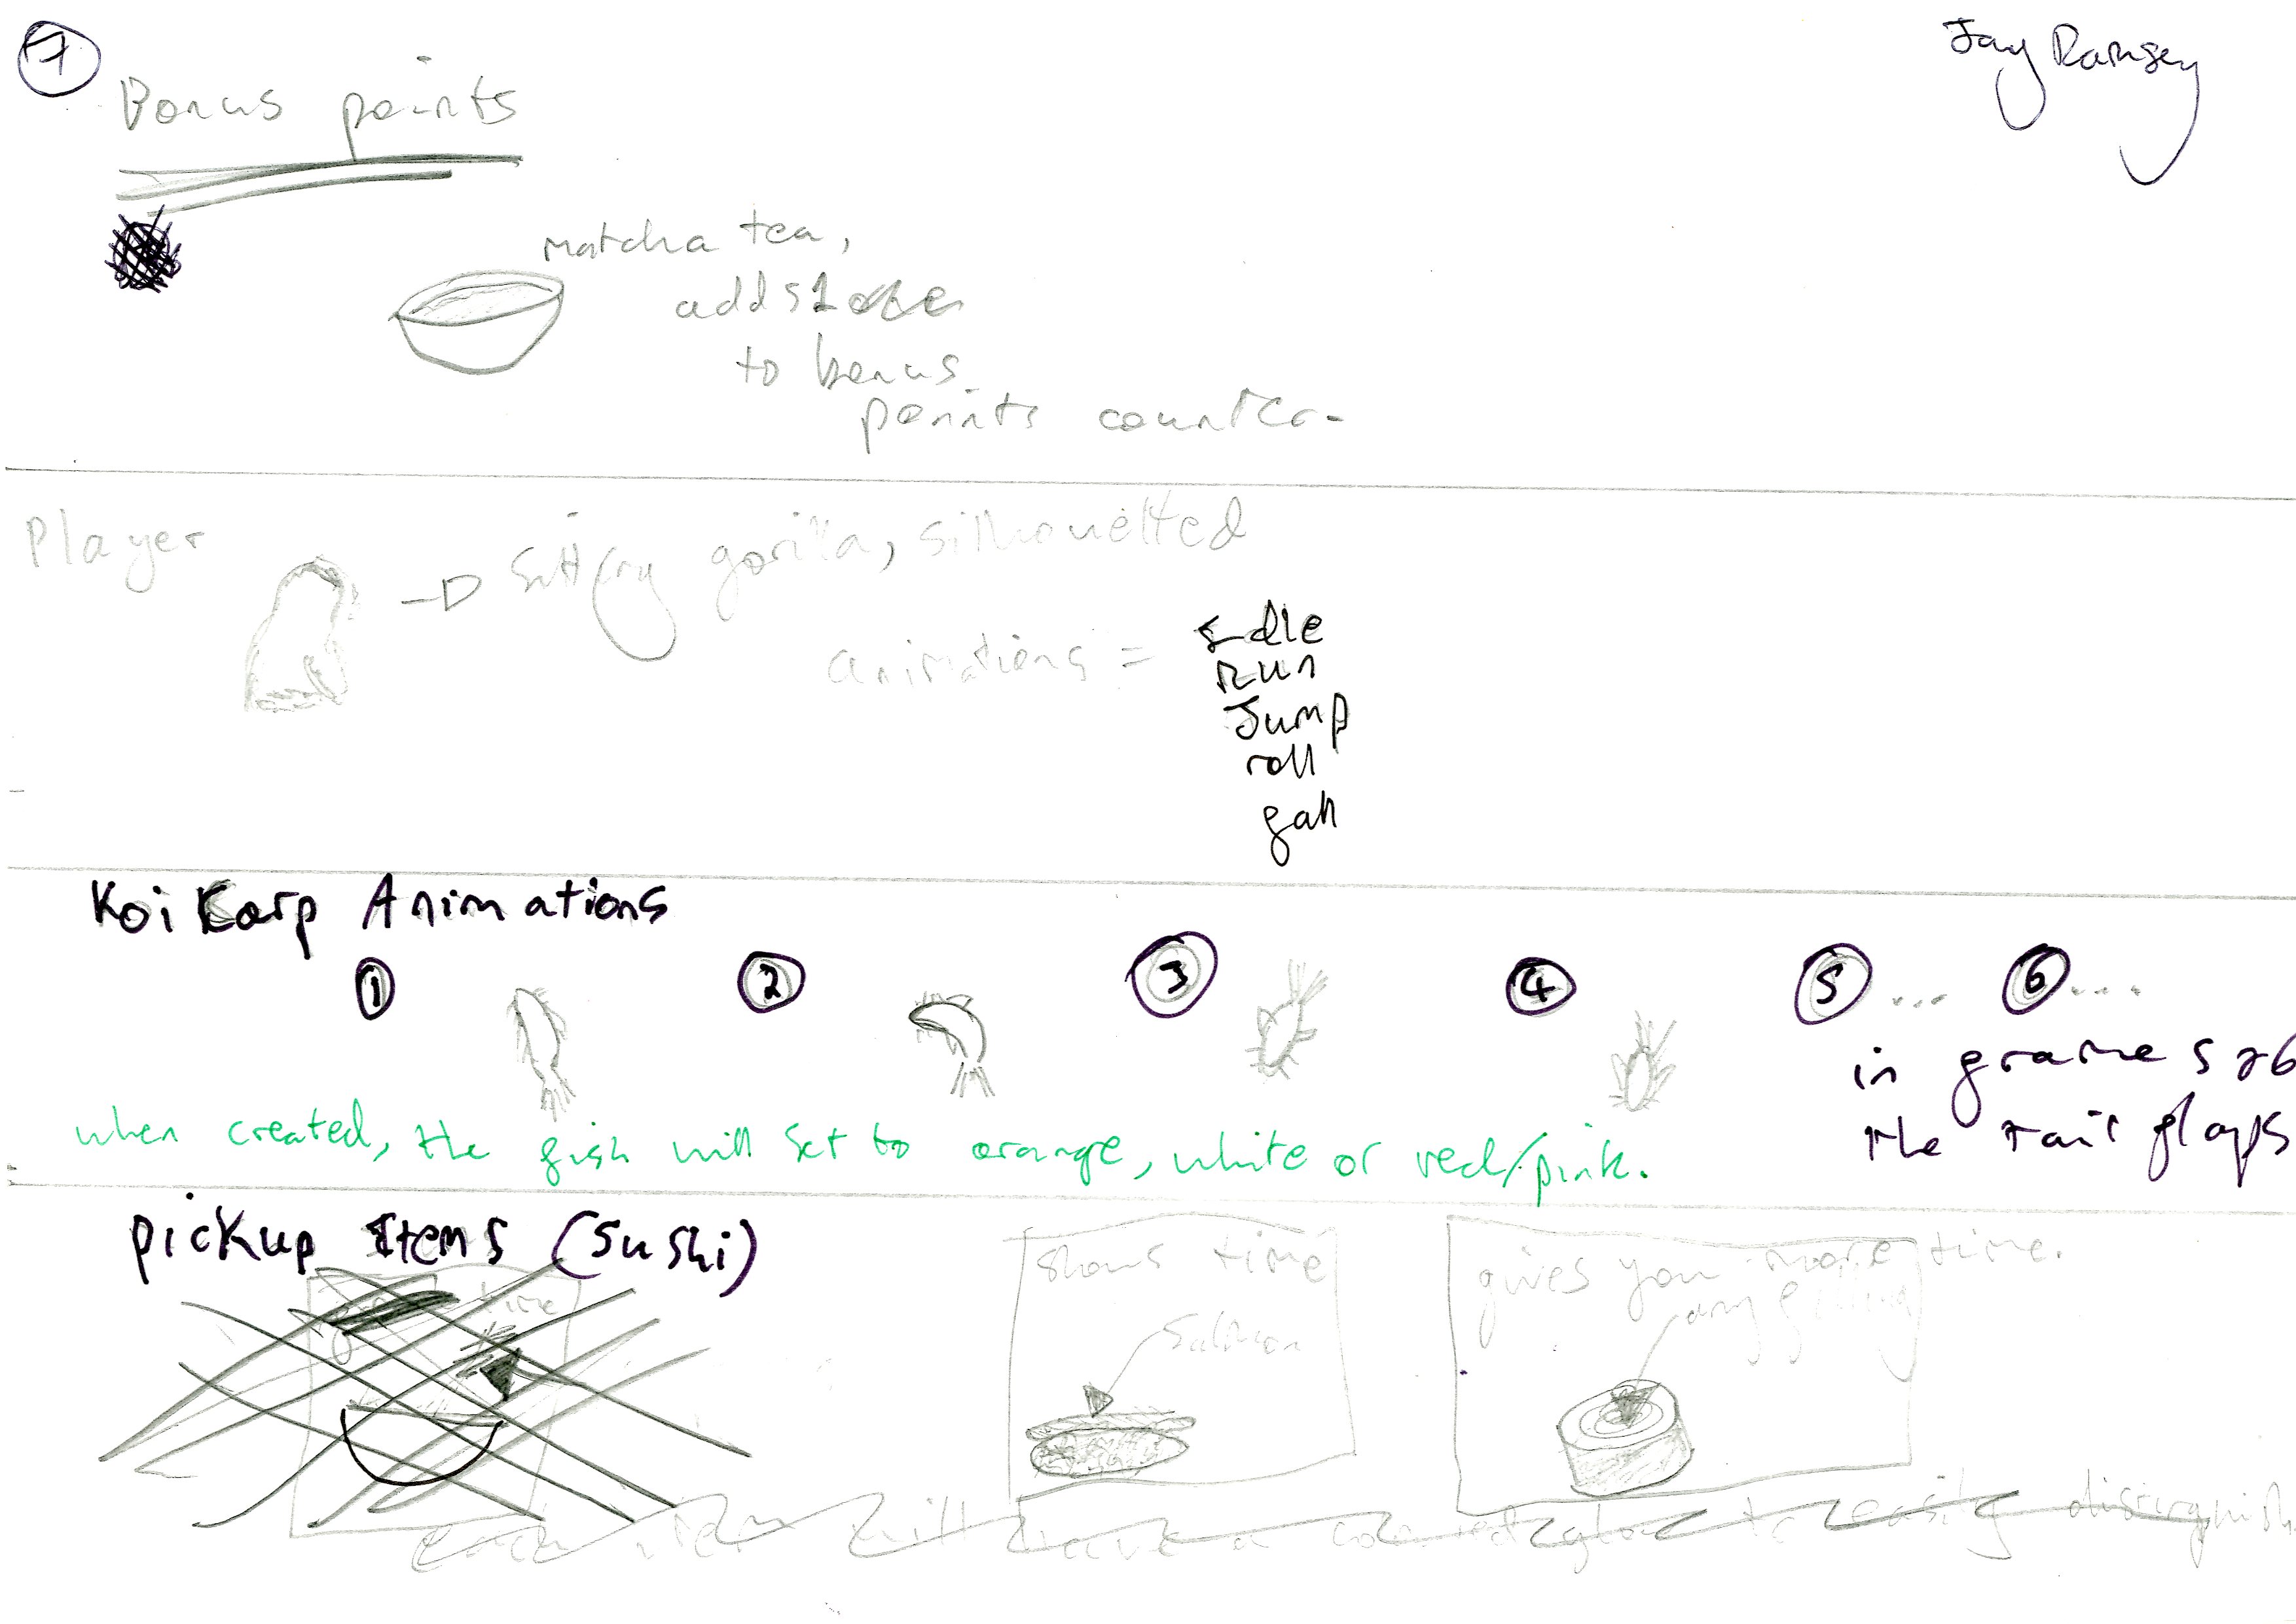 7
Jay Ramsey
Bonus points
matcha tea,
adds 1
to bonus
points counter.
Player
sitting gorilla, silhouetted
animations =
Idle
Run
Jump
roll
fall
Koi Karp Animations
1 2 3 4 5 ... 6 ...
in frame 5 & 6
the tail flaps
when created, the fish will set to orange, white or red/pink.
pickup Items (sushi)
time
slows time
salmon
gives you more time.
any filling
each item will have a coloured glow to easily distinguish